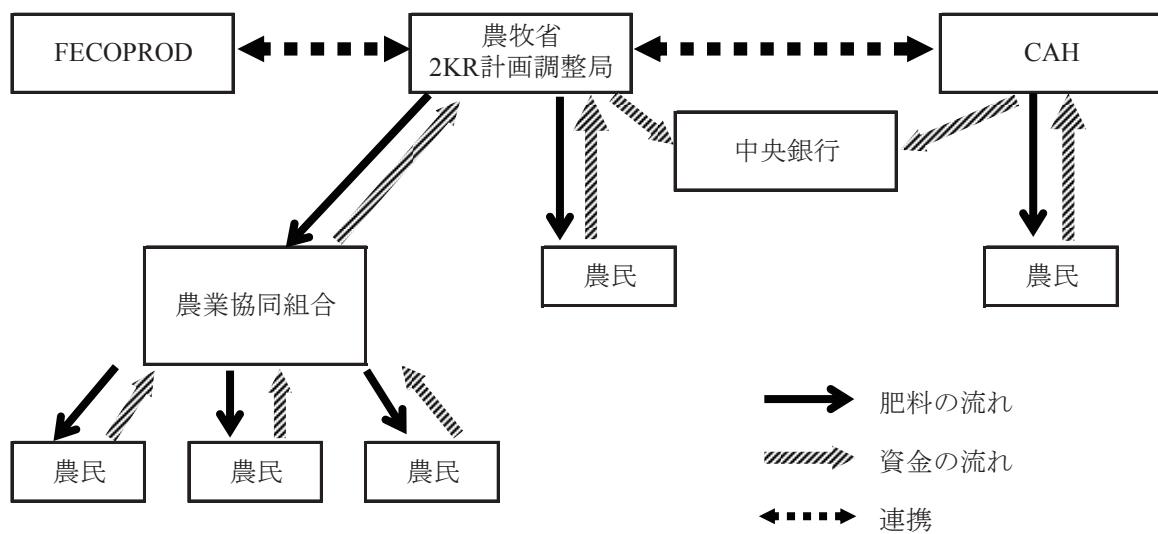 FECOPROD
農牧省
2KR計画調整局
CAH
中央銀行
農民
農民
農業協同組合
農民
農民
農民
肥料の流れ
資金の流れ
連携